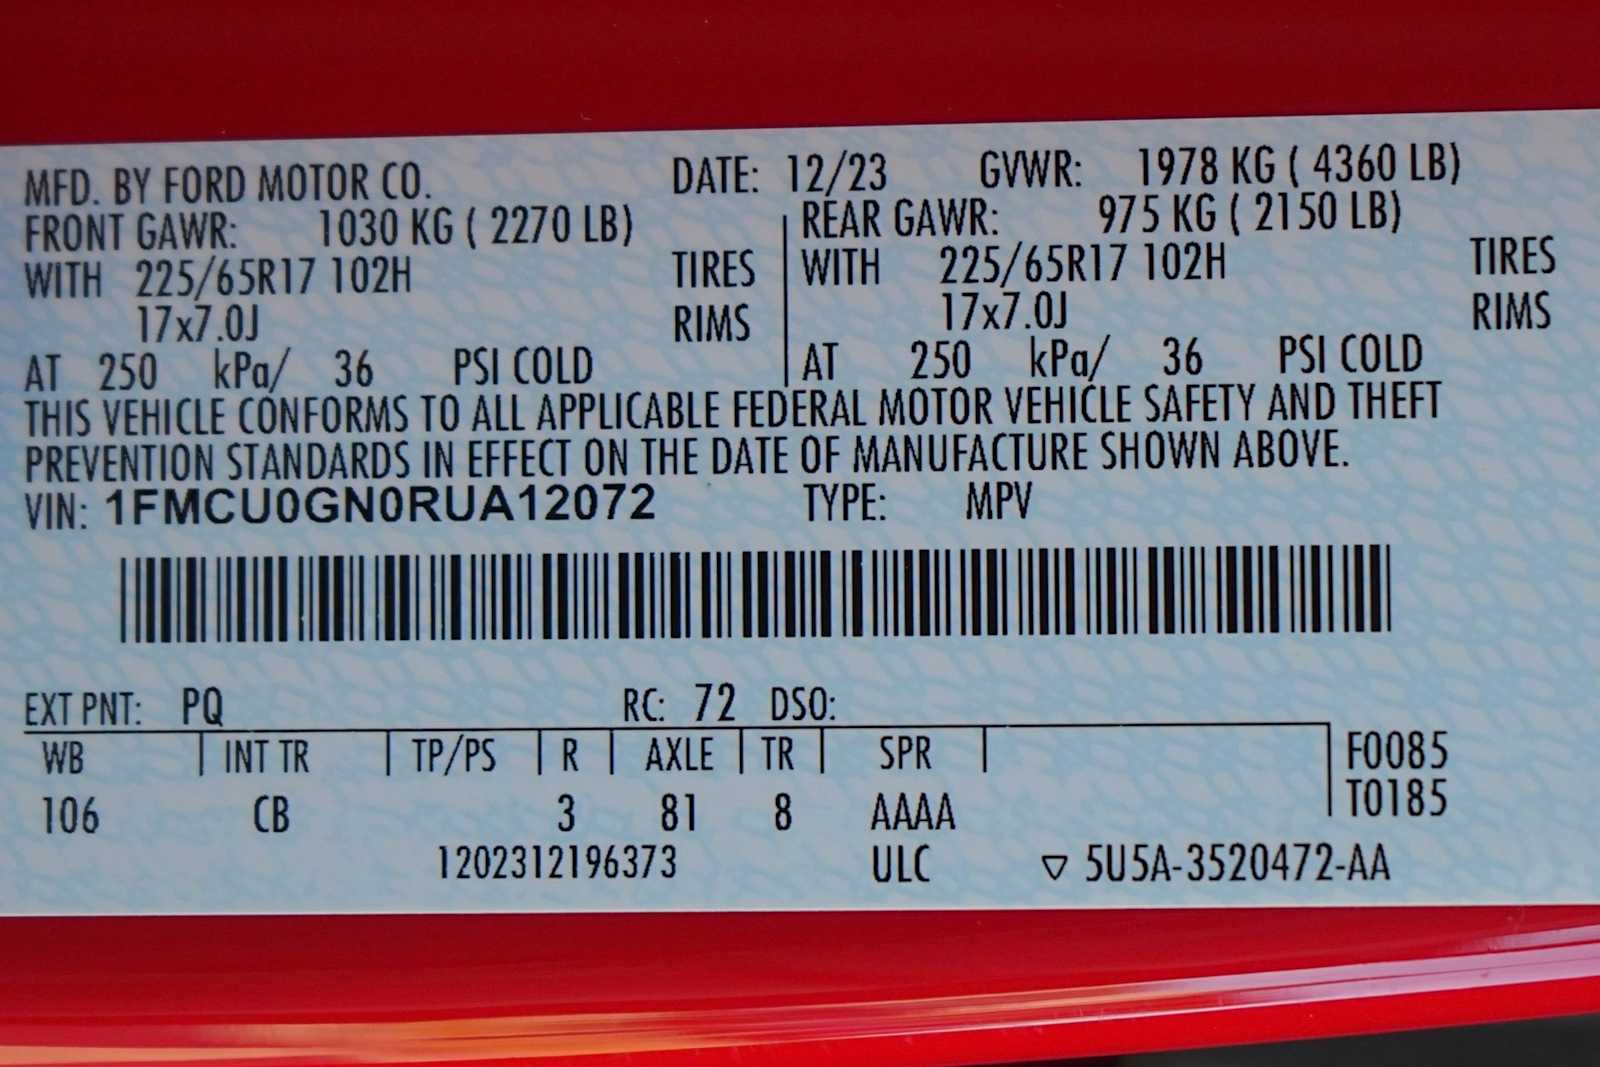 MFD. BY FORD MOTOR CO. DATE: 12/23 GVWR: 1978 KG ( 4360 LB)
FRONT GAWR: 1030 KG ( 2270 LB) REAR GAWR: 975 KG ( 2150 LB)
WITH 225/65R17 102H TIRES WITH 225/65R17 102H TIRES
17x7.0J RIMS 17x7.0J RIMS
AT 250 kPa/ 36 PSI COLD AT 250 kPa/ 36 PSI COLD
THIS VEHICLE CONFORMS TO ALL APPLICABLE FEDERAL MOTOR VEHICLE SAFETY AND THEFT
PREVENTION STANDARDS IN EFFECT ON THE DATE OF MANUFACTURE SHOWN ABOVE.
VIN: 1FMCU0GN0RUA12072 TYPE: MPV
EXT PNT: PQ RC: 72 DSO:
WB INT TR TP/PS R AXLE TR SPR F0085
106 CB 3 81 8 AAAA T0185
1202312196373 ULC ▽ 5U5A-3520472-AA